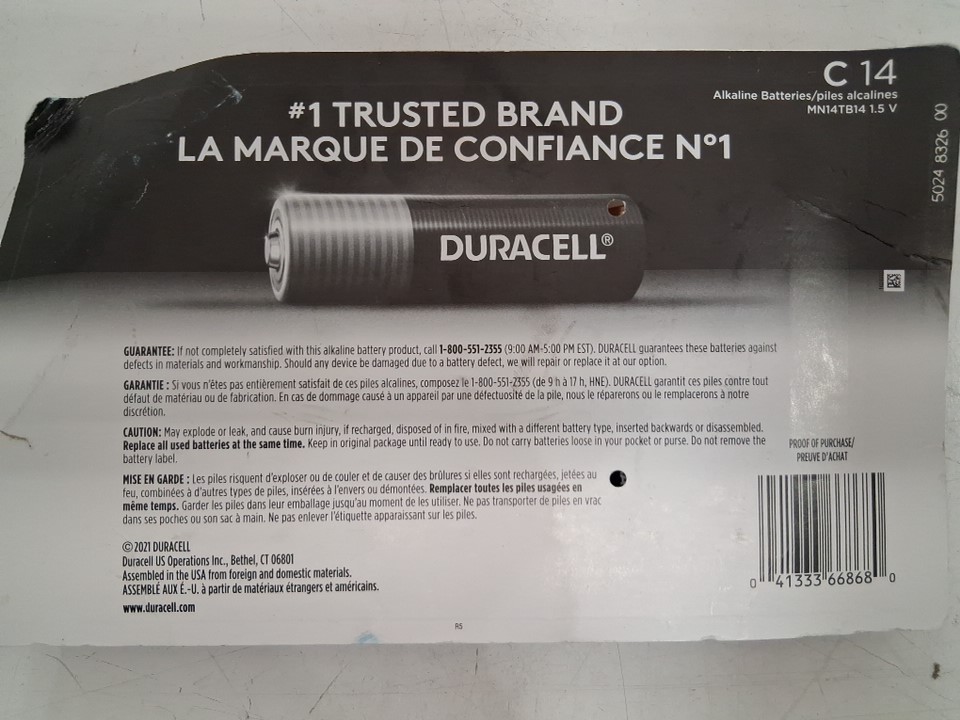 C 14
Alkaline Batteries/piles alcalines
MN14TB14 1.5 V
5024 8326 00
#1 TRUSTED BRAND
LA MARQUE DE CONFIANCE N°1
DURACELL®
GUARANTEE: If not completely satisfied with this alkaline battery product, call 1-800-551-2355 (9:00 AM-5:00 PM EST). DURACELL guarantees these batteries against
defects in materials and workmanship. Should any device be damaged due to a battery defect, we will repair or replace it at our option.
GARANTIE : Si vous n'êtes pas entièrement satisfait de ces piles alcalines, composez le 1-800-551-2355 (de 9 h à 17 h, HNE). DURACELL garantit ces piles contre tout
défaut de matériau ou de fabrication. En cas de dommage causé à un appareil par une défectuosité de la pile, nous le réparerons ou le remplacerons à notre
discrétion.
CAUTION: May explode or leak, and cause burn injury, if recharged, disposed of in fire, mixed with a different battery type, inserted backwards or disassembled.
Replace all used batteries at the same time. Keep in original package until ready to use. Do not carry batteries loose in your pocket or purse. Do not remove the
battery label.
MISE EN GARDE : Les piles risquent d'exploser ou de couler et de causer des brûlures si elles sont rechargées, jetées au
feu, combinées à d'autres types de piles, insérées à l'envers ou démontées. Remplacer toutes les piles usagées en
même temps. Garder les piles dans leur emballage jusqu'au moment de les utiliser. Ne pas transporter de piles en vrac
dans ses poches ou son sac à main. Ne pas enlever l'étiquette apparaissant sur les piles.
PROOF OF PURCHASE/
PREUVE D'ACHAT
0 41333 66868 0
©2021 DURACELL
Duracell US Operations Inc., Bethel, CT 06801
Assembled in the USA from foreign and domestic materials.
ASSEMBLÉ AUX É.-U. à partir de matériaux étrangers et américains.
www.duracell.com
R5